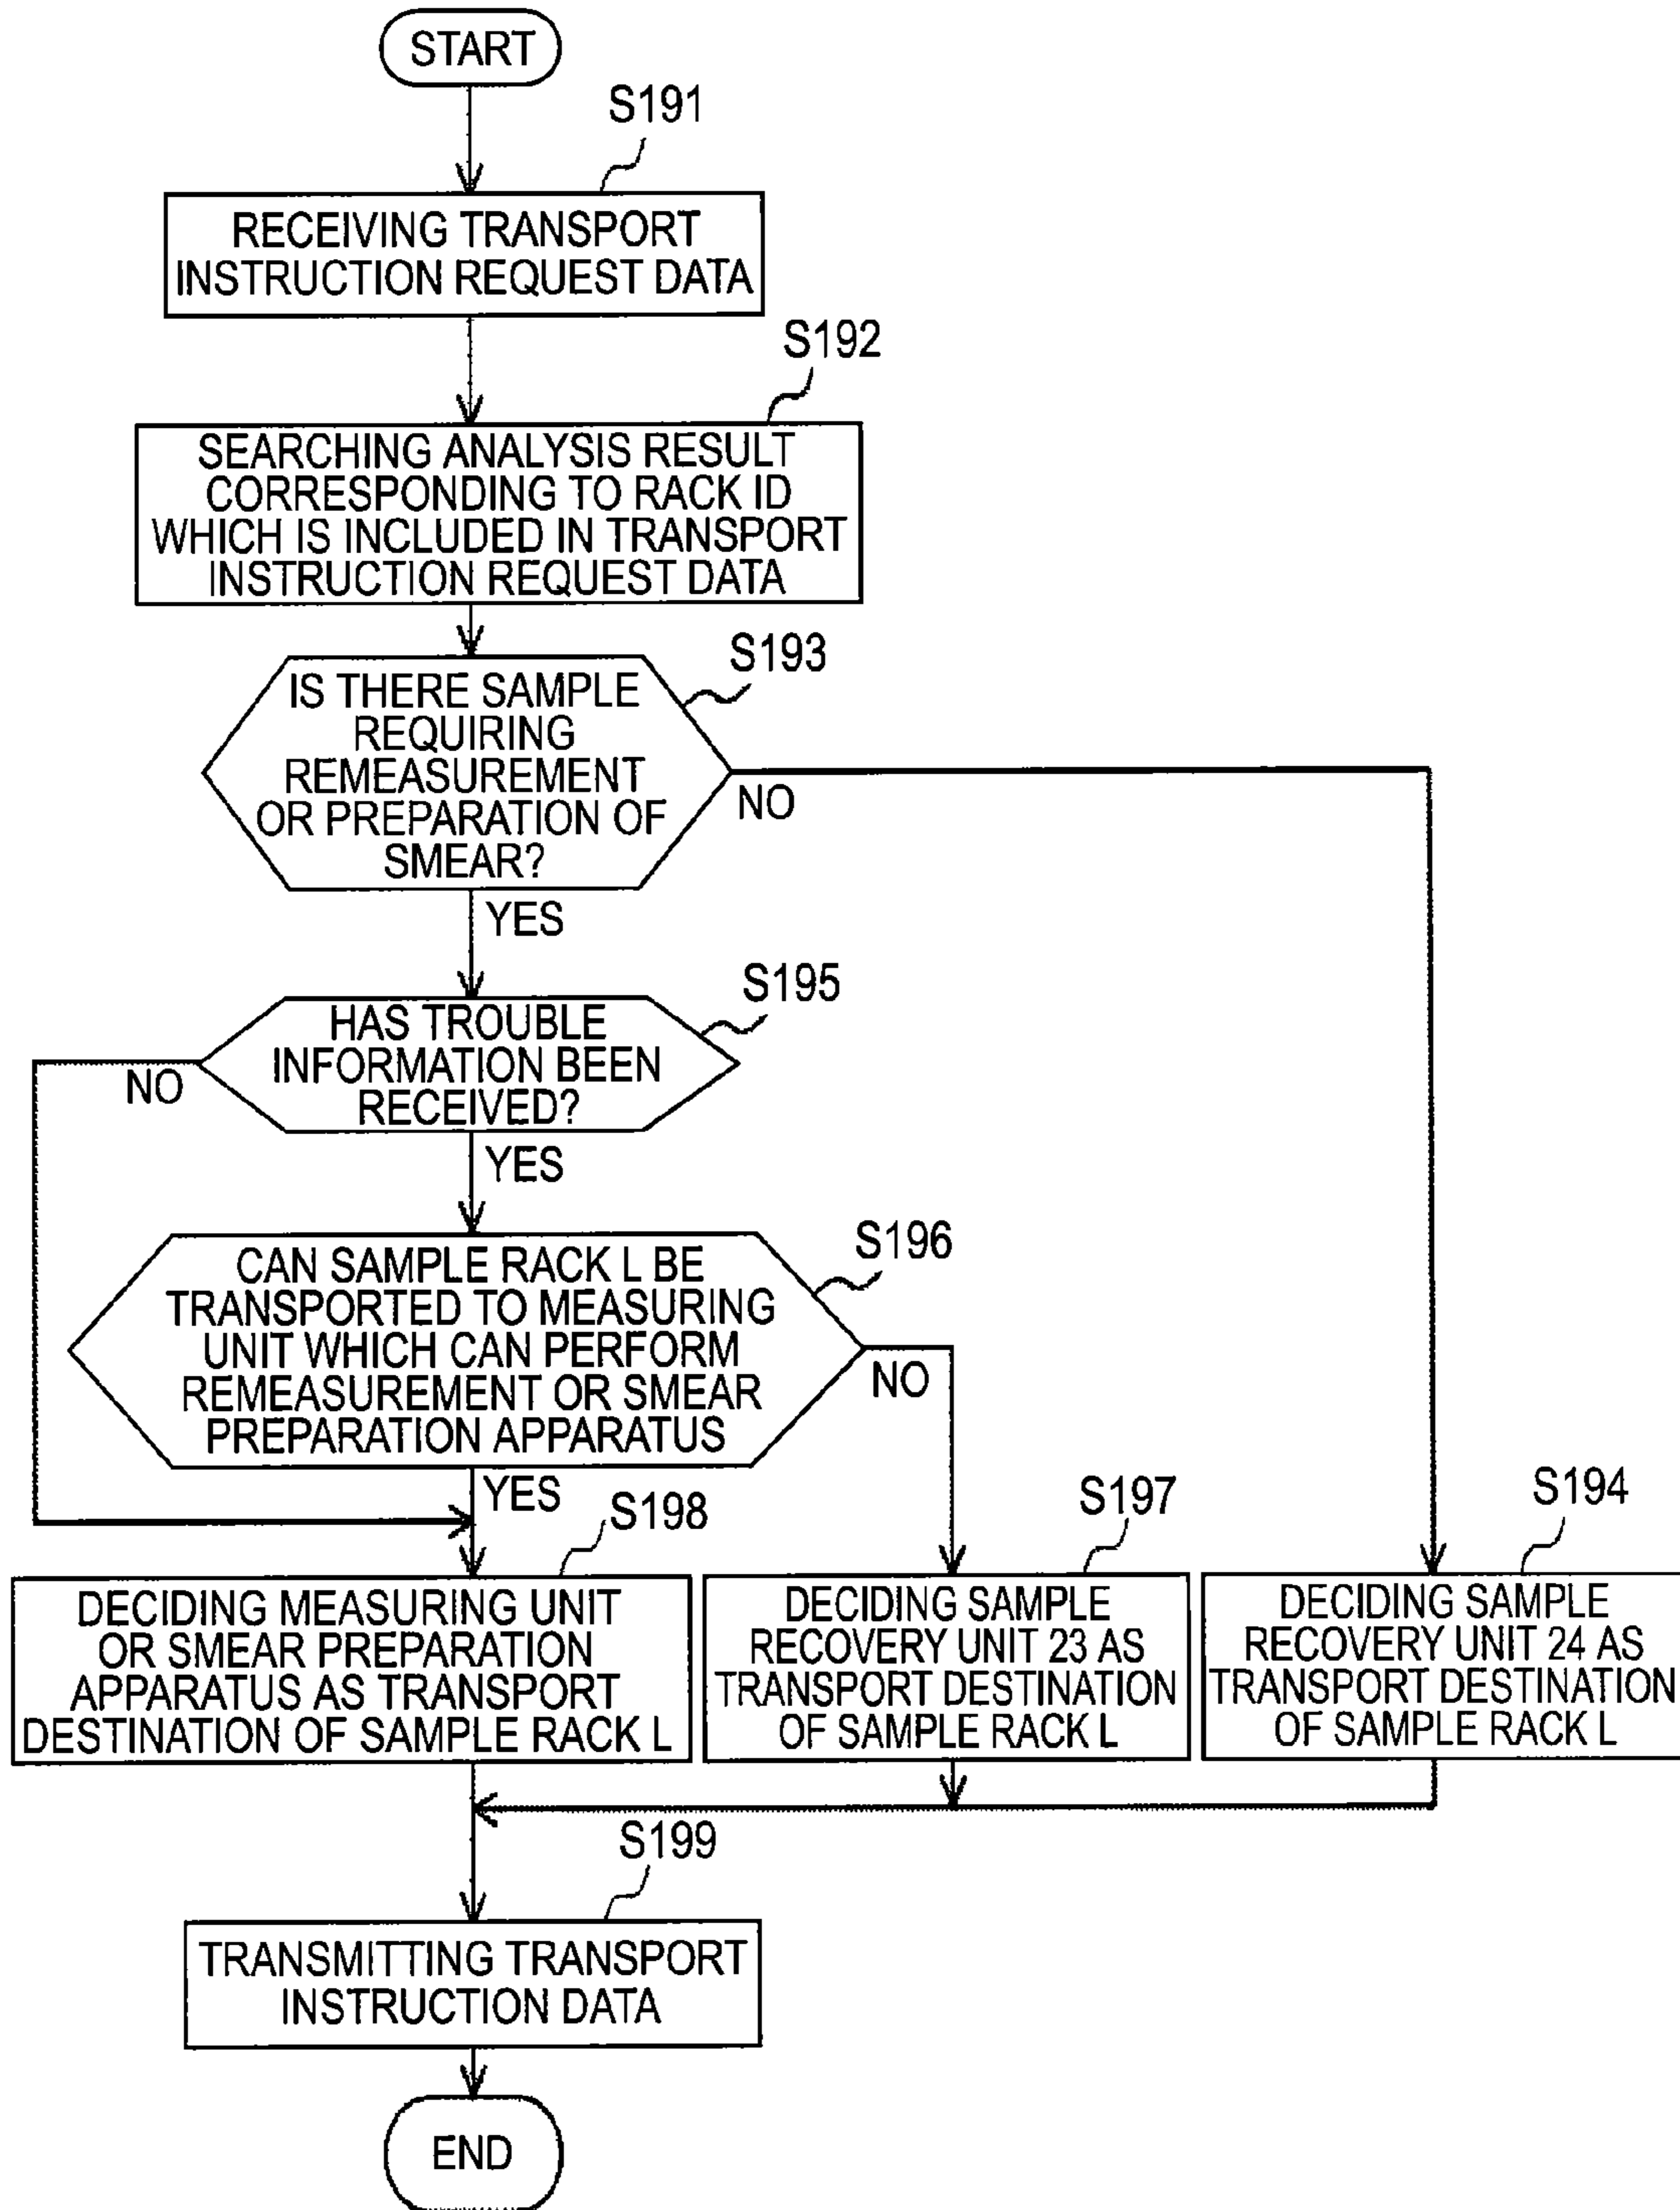 START
S191
RECEIVING TRANSPORT
INSTRUCTION REQUEST DATA
S192
SEARCHING ANALYSIS RESULT
CORRESPONDING TO RACK ID
WHICH IS INCLUDED IN TRANSPORT
INSTRUCTION REQUEST DATA
S193
IS THERE SAMPLE
REQUIRING
REMEASUREMENT
OR PREPARATION OF
SMEAR?
NO
YES
S195
HAS TROUBLE
INFORMATION BEEN
RECEIVED?
NO
YES
S196
CAN SAMPLE RACK L BE
TRANSPORTED TO MEASURING
UNIT WHICH CAN PERFORM
REMEASUREMENT OR SMEAR
PREPARATION APPARATUS
NO
YES
S198
DECIDING MEASURING UNIT
OR SMEAR PREPARATION
APPARATUS AS TRANSPORT
DESTINATION OF SAMPLE RACK L
S197
DECIDING SAMPLE
RECOVERY UNIT 23 AS
TRANSPORT DESTINATION
OF SAMPLE RACK L
S194
DECIDING SAMPLE
RECOVERY UNIT 24 AS
TRANSPORT DESTINATION
OF SAMPLE RACK L
S199
TRANSMITTING TRANSPORT
INSTRUCTION DATA
END